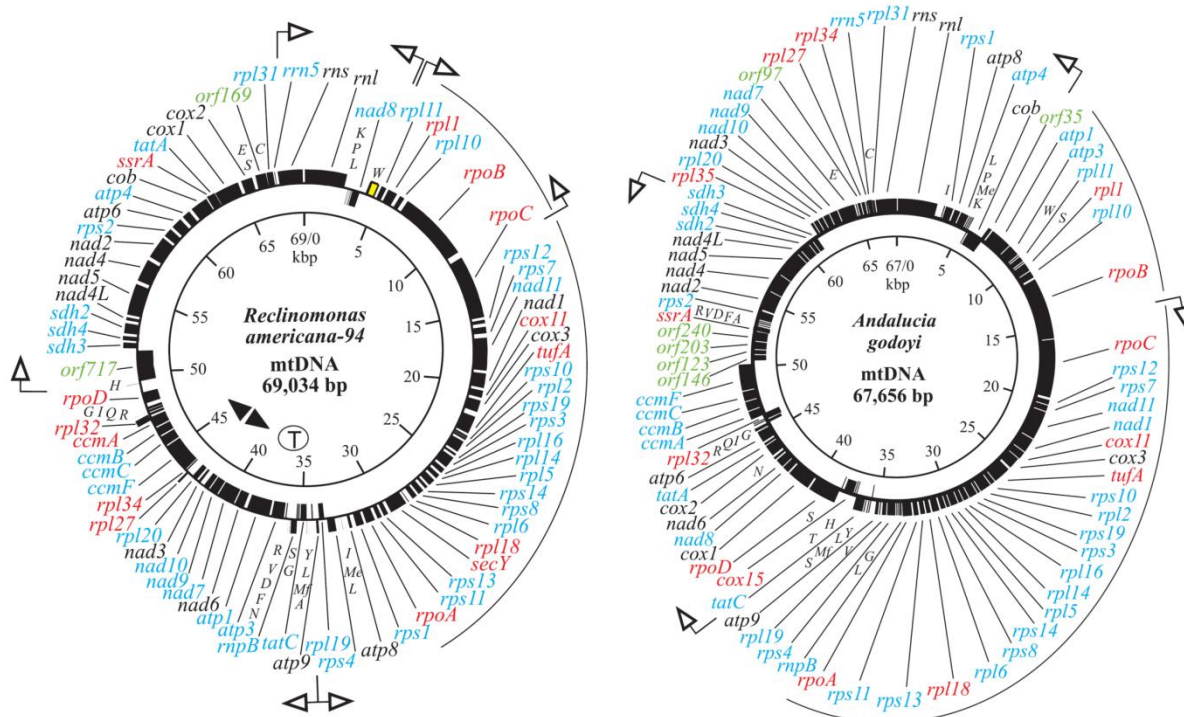 rpl31
rrn5
rns
rnl
orf169
cox2
cox1
tatA
ssrA
cob
atp4
atp6
rps2
nad2
nad4
nad5
nad4L
sdh2
sdh4
sdh3
orf717
H
rpoD
G I Q R
rpl32
ccmA
ccmB
ccmC
ccmF
rpl34
rpl27
rpl20
nad3
nad10
nad9
nad7
nad6
atp1
atp3
rnpB
tatC
atp9
rpl19
rps4
atp8
rps1
rpoA
rps11
rps13
secY
rpl18
rpl6
rps8
rps14
rpl5
rpl14
rpl16
rps3
rps19
rpl2
rps10
tufA
cox3
cox11
nad1
nad11
rps7
rps12
rpoC
rpoB
rpl10
rpl1
rpl11
nad8
E
S
C
K
P
L
W
R
V
D
F
N
S
G
Y
L
Mf
A
I
Me
L
69/0
kbp
5
10
15
20
25
30
35
40
45
50
55
60
65
Reclinomonas
americana-94
mtDNA
69,034 bp
T
rpl31
rns
rnl
rps1
atp8
atp4
cob
orf35
atp1
atp3
rpl11
rpl1
rpl10
rpoB
rpoC
rps12
rps7
nad11
nad1
cox11
cox3
tufA
rps10
rpl2
rps19
rps3
rpl16
rpl14
rpl5
rps14
rps8
rpl6
rpl18
rps13
rps11
rpoA
rnpB
rps4
rpl19
atp9
tatC
cox15
rpoD
cox1
nad8
nad6
cox2
tatA
atp6
rpl32
ccmA
ccmB
ccmC
ccmF
orf146
orf123
orf203
orf240
ssrA
rps2
nad2
nad4
nad5
nad4L
sdh2
sdh4
sdh3
rpl35
rpl20
nad3
nad10
nad9
nad7
orf97
rpl27
rpl34
rrn5
E
C
I
L
P
Me
K
W S
R V D F A
R Q I G
N
S
T
S
H
Mf
L
V
Y
L
G
67/0
kbp
5
10
15
20
25
30
35
40
45
50
55
60
65
Andalucia
godoyi
mtDNA
67,656 bp